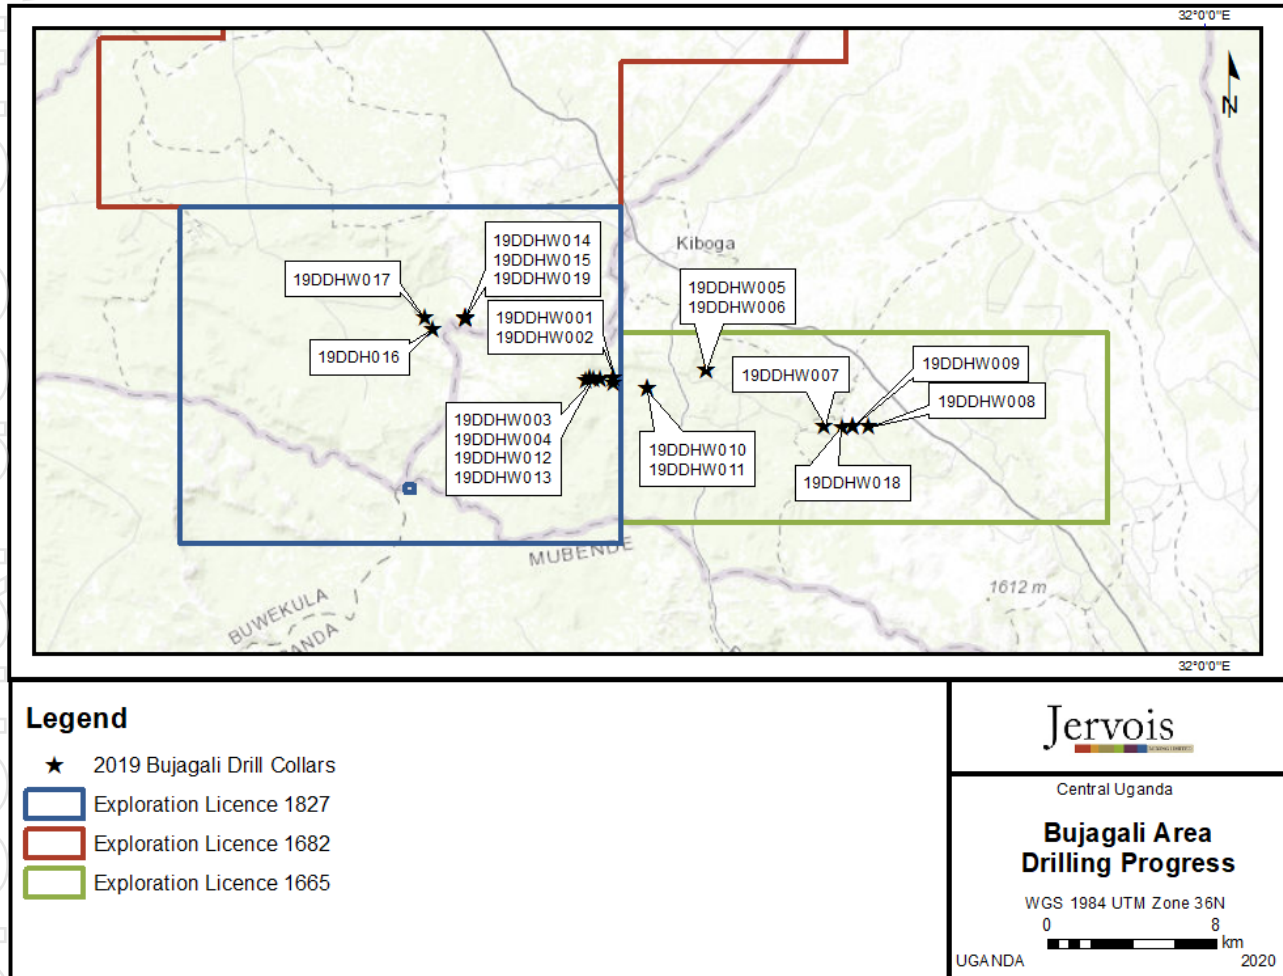 32°0'0"E
N
Kiboga
19DDHW014
19DDHW015
19DDHW019
19DDHW017
19DDHW005
19DDHW006
19DDHW001
19DDHW002
19DDH016
19DDHW009
19DDHW007
19DDHW008
19DDHW003
19DDHW004
19DDHW012
19DDHW013
19DDHW010
19DDHW011
19DDHW018
MUBENDE
1612 m
BUWEKULA
ANDA
32°0'0"E
Legend
2019 Bujagali Drill Collars
Exploration Licence 1827
Exploration Licence 1682
Exploration Licence 1665
Jervois
Central Uganda
Bujagali Area
Drilling Progress
WGS 1984 UTM Zone 36N
0 8
km
UGANDA 2020